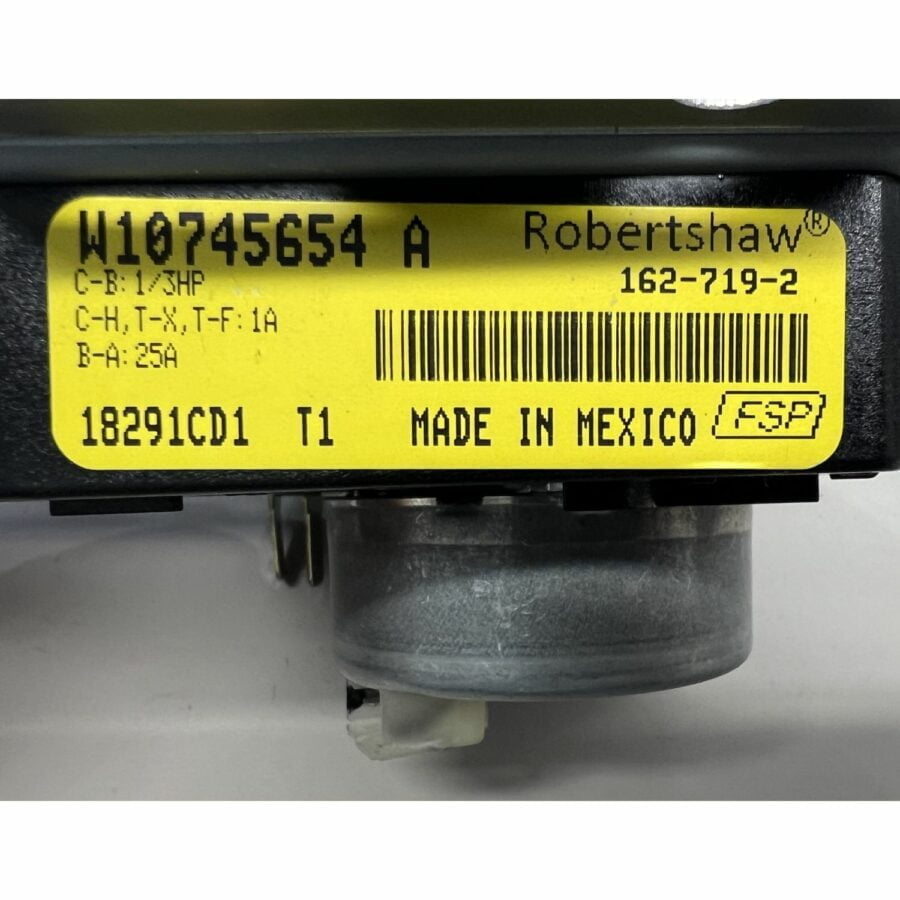 W10745654 A
Robertshaw®
C-B: 1/3HP
162-719-2
C-H, T-X, T-F: 1A
B-A: 25A
18291CD1 T1 MADE IN MEXICO FSP